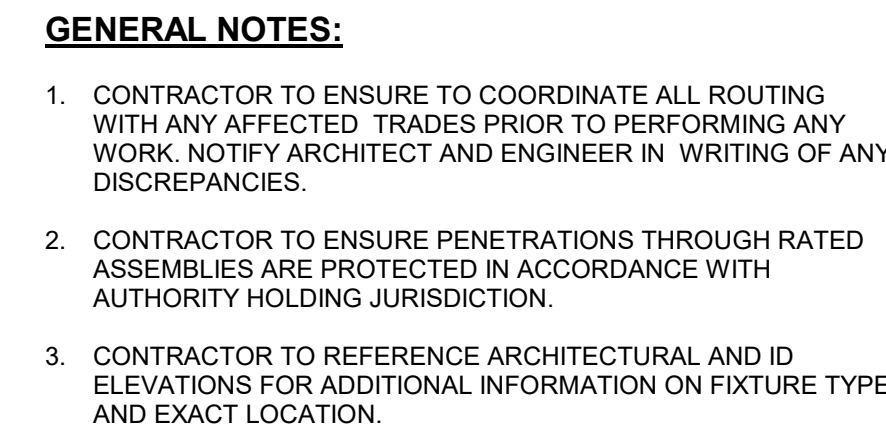 GENERAL NOTES:
1. CONTRACTOR TO ENSURE TO COORDINATE ALL ROUTING
WITH ANY AFFECTED TRADES PRIOR TO PERFORMING ANY
WORK. NOTIFY ARCHITECT AND ENGINEER IN WRITING OF ANY
DISCREPANCIES.
2. CONTRACTOR TO ENSURE PENETRATIONS THROUGH RATED
ASSEMBLIES ARE PROTECTED IN ACCORDANCE WITH
AUTHORITY HOLDING JURISDICTION.
3. CONTRACTOR TO REFERENCE ARCHITECTURAL AND ID
ELEVATIONS FOR ADDITIONAL INFORMATION ON FIXTURE TYPE
AND EXACT LOCATION.